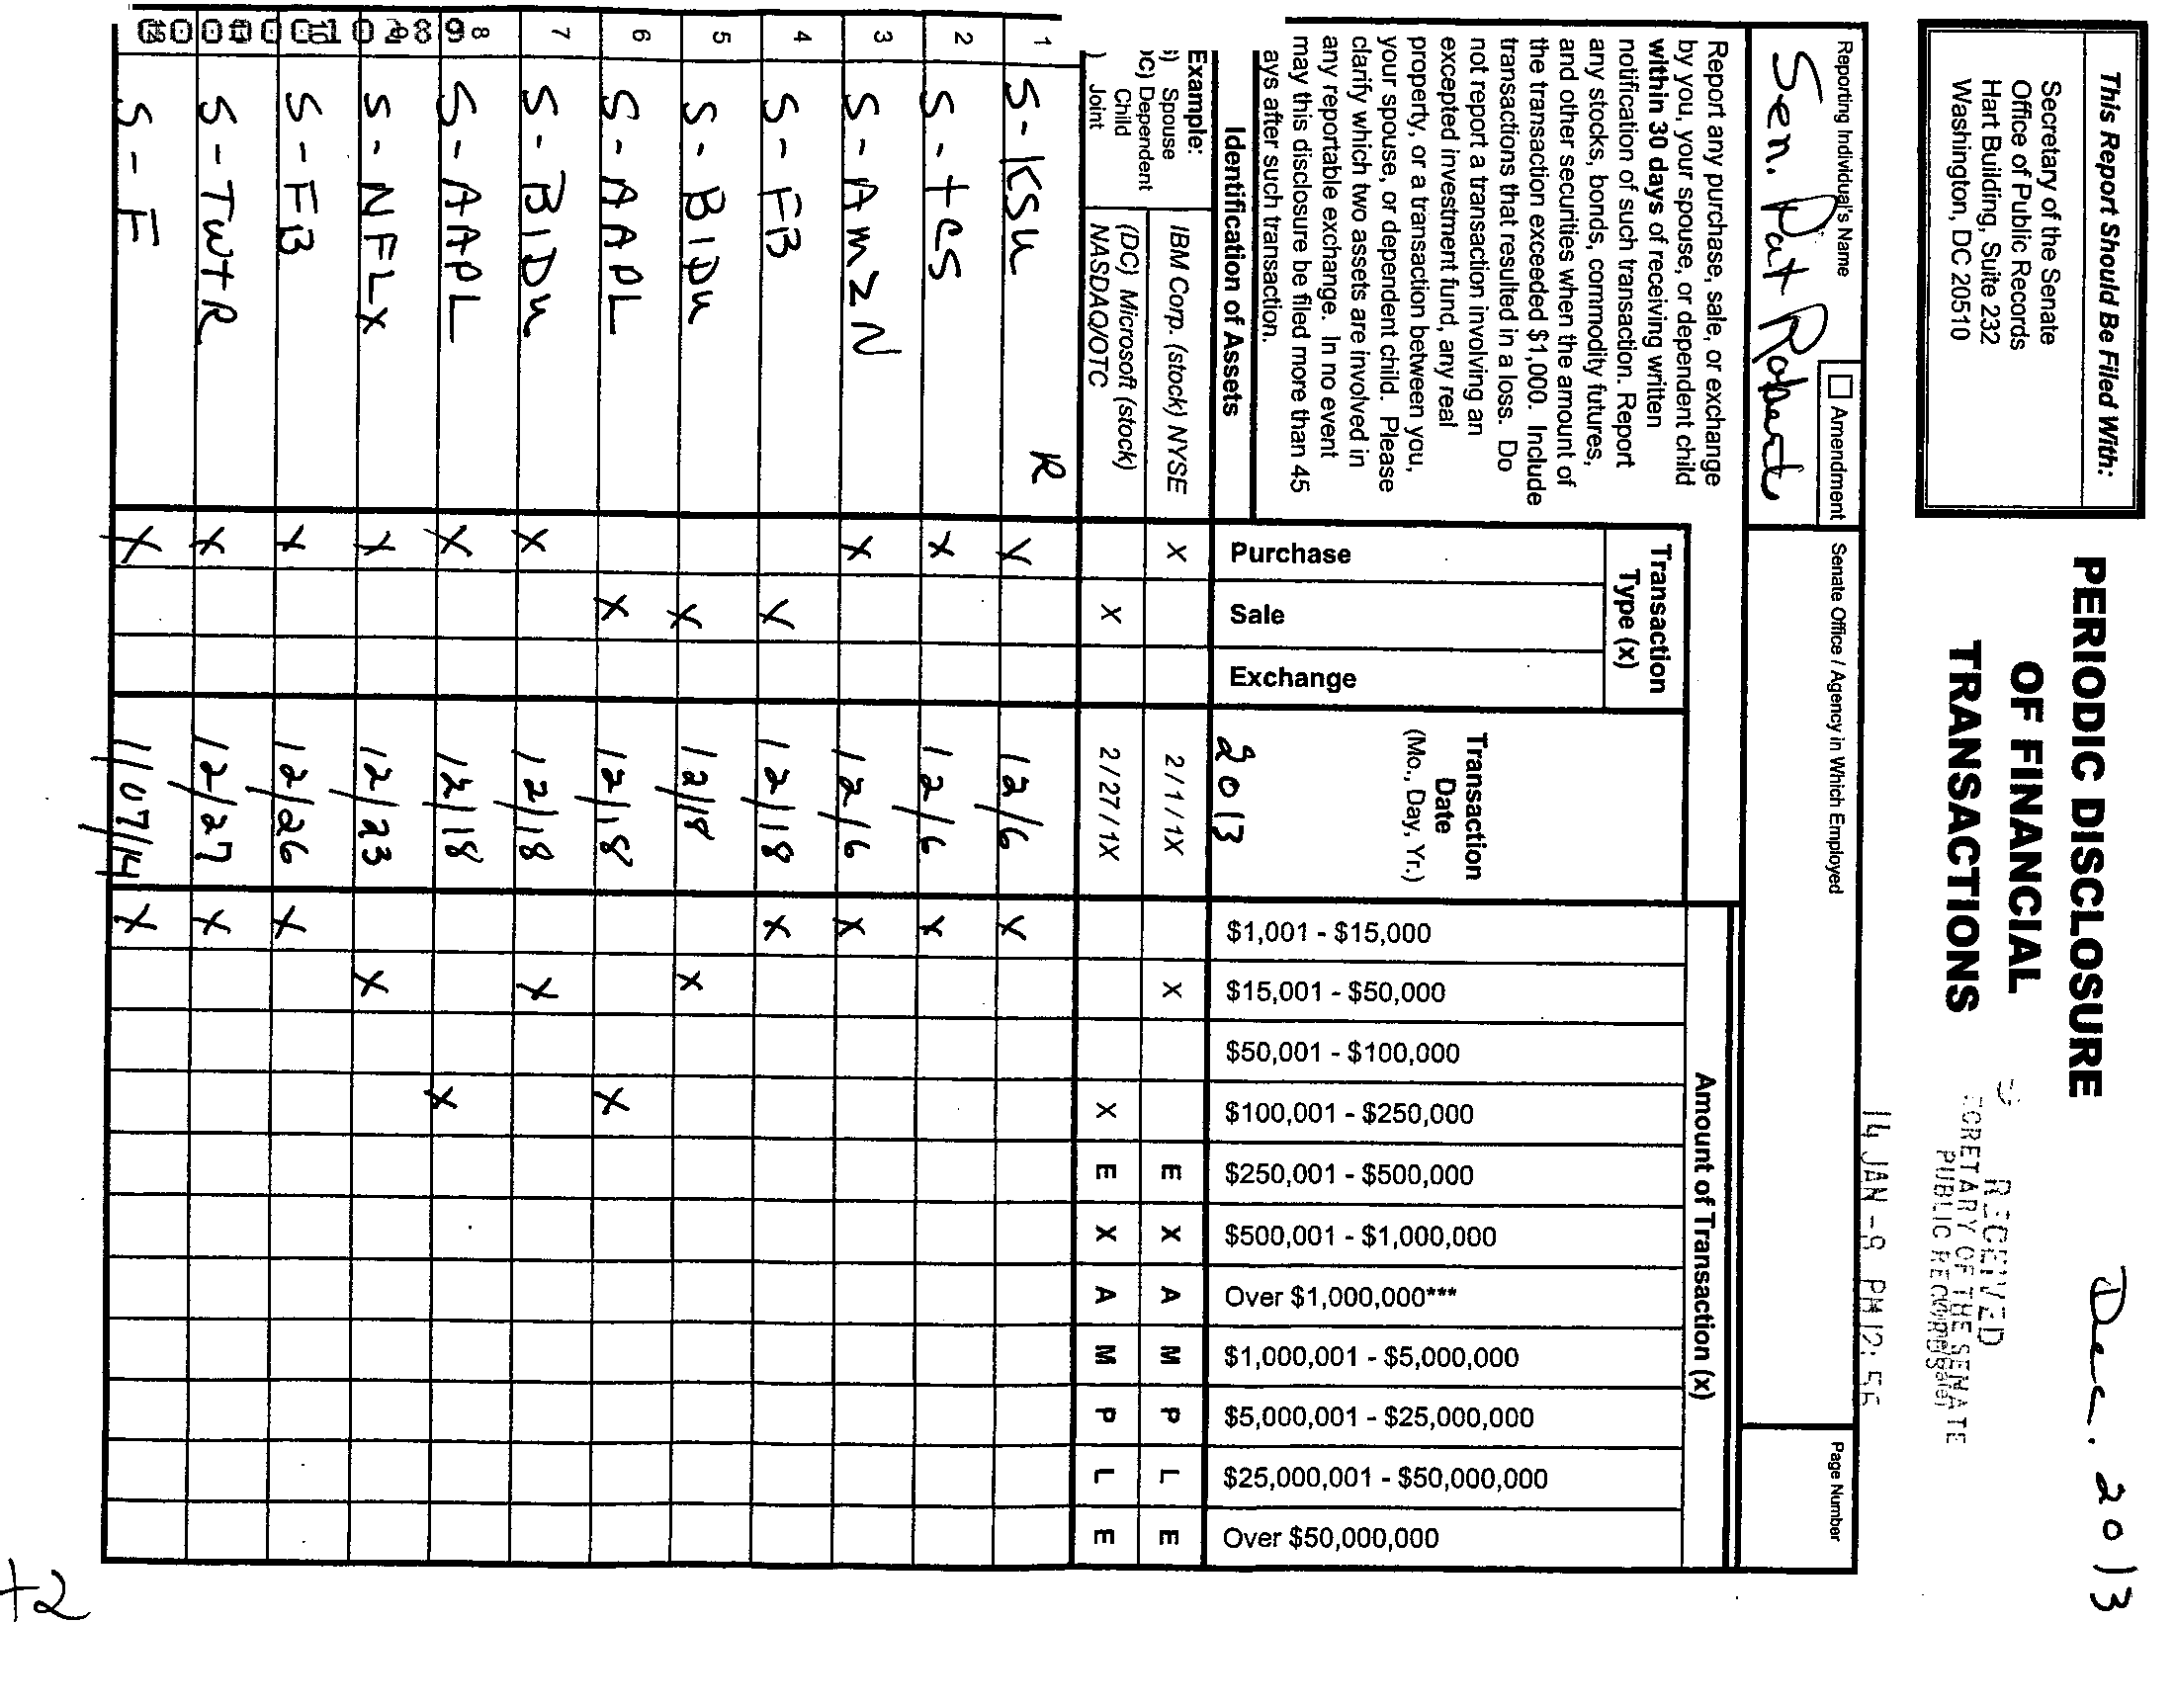 Dec. 2013
This Report Should Be Filed With:
Secretary of the Senate
Office of Public Records
Hart Building, Suite 232
Washington, DC 20510
PERIODIC DISCLOSURE
OF FINANCIAL
TRANSACTIONS
RECEIVED
SECRETARY OF THE SENATE
PUBLIC RECORDS
14 JAN -8 PM 12:56
Reporting Individual's Name
Amendment
Senate Office / Agency in Which Employed
Page Number
Sen. Pat Roberts
Report any purchase, sale, or exchange
by you, your spouse, or dependent child
within 30 days of receiving written
notification of such transaction. Report
any stocks, bonds, commodity futures,
and other securities when the amount of
the transaction exceeded $1,000. Include
transactions that resulted in a loss. Do
not report a transaction involving an
excepted investment fund, any real
property, or a transaction between you,
your spouse, or dependent child. Please
clarify which two assets are involved in
any reportable exchange. In no event
may this disclosure be filed more than 45
ays after such transaction.
Identification of Assets
Transaction
Type (x)
Purchase
Sale
Exchange
Transaction
Date
(Mo., Day, Yr.)
2013
Amount of Transaction (x)
$1,001 - $15,000
$15,001 - $50,000
$50,001 - $100,000
$100,001 - $250,000
$250,001 - $500,000
$500,001 - $1,000,000
Over $1,000,000***
$1,000,001 - $5,000,000
$5,000,001 - $25,000,000
$25,000,001 - $50,000,000
Over $50,000,000
Example:
) Spouse
DC) Dependent
Child
) Joint
IBM Corp. (stock) NYSE X 2/1/1X X E X A M P L E
(DC) Microsoft (stock)
NASDAQ/OTC X 2/27/1X X E X A M P L E
R
1 S-KSu X 12/6 X
2 S-tcs X 12/6 X
3 S-AmzN X 12/6 X
4 S-FB X 12/18 X
5 S-BIDu X 12/18 X
6 S-AAPL X 12/18 X
7 S-BIDu X 12/18 X
8 S-AAPL X 12/18 X
9 S-NFLx X 12/23 X
S-FB X 12/26 X
S-TwtR X 12/27 X
S-F X 1/07/14 X
+2